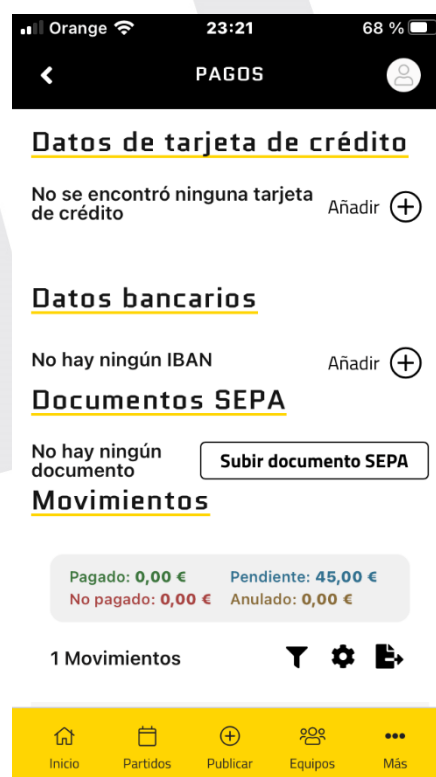 Orange 23:21 68 %
PAGOS
Datos de tarjeta de crédito
No se encontró ninguna tarjeta
de crédito
Añadir
Datos bancarios
No hay ningún IBAN Añadir
Documentos SEPA
No hay ningún
documento
Subir documento SEPA
Movimientos
Pagado: 0,00 € Pendiente: 45,00 €
No pagado: 0,00 € Anulado: 0,00 €
1 Movimientos
Inicio Partidos Publicar Equipos Más